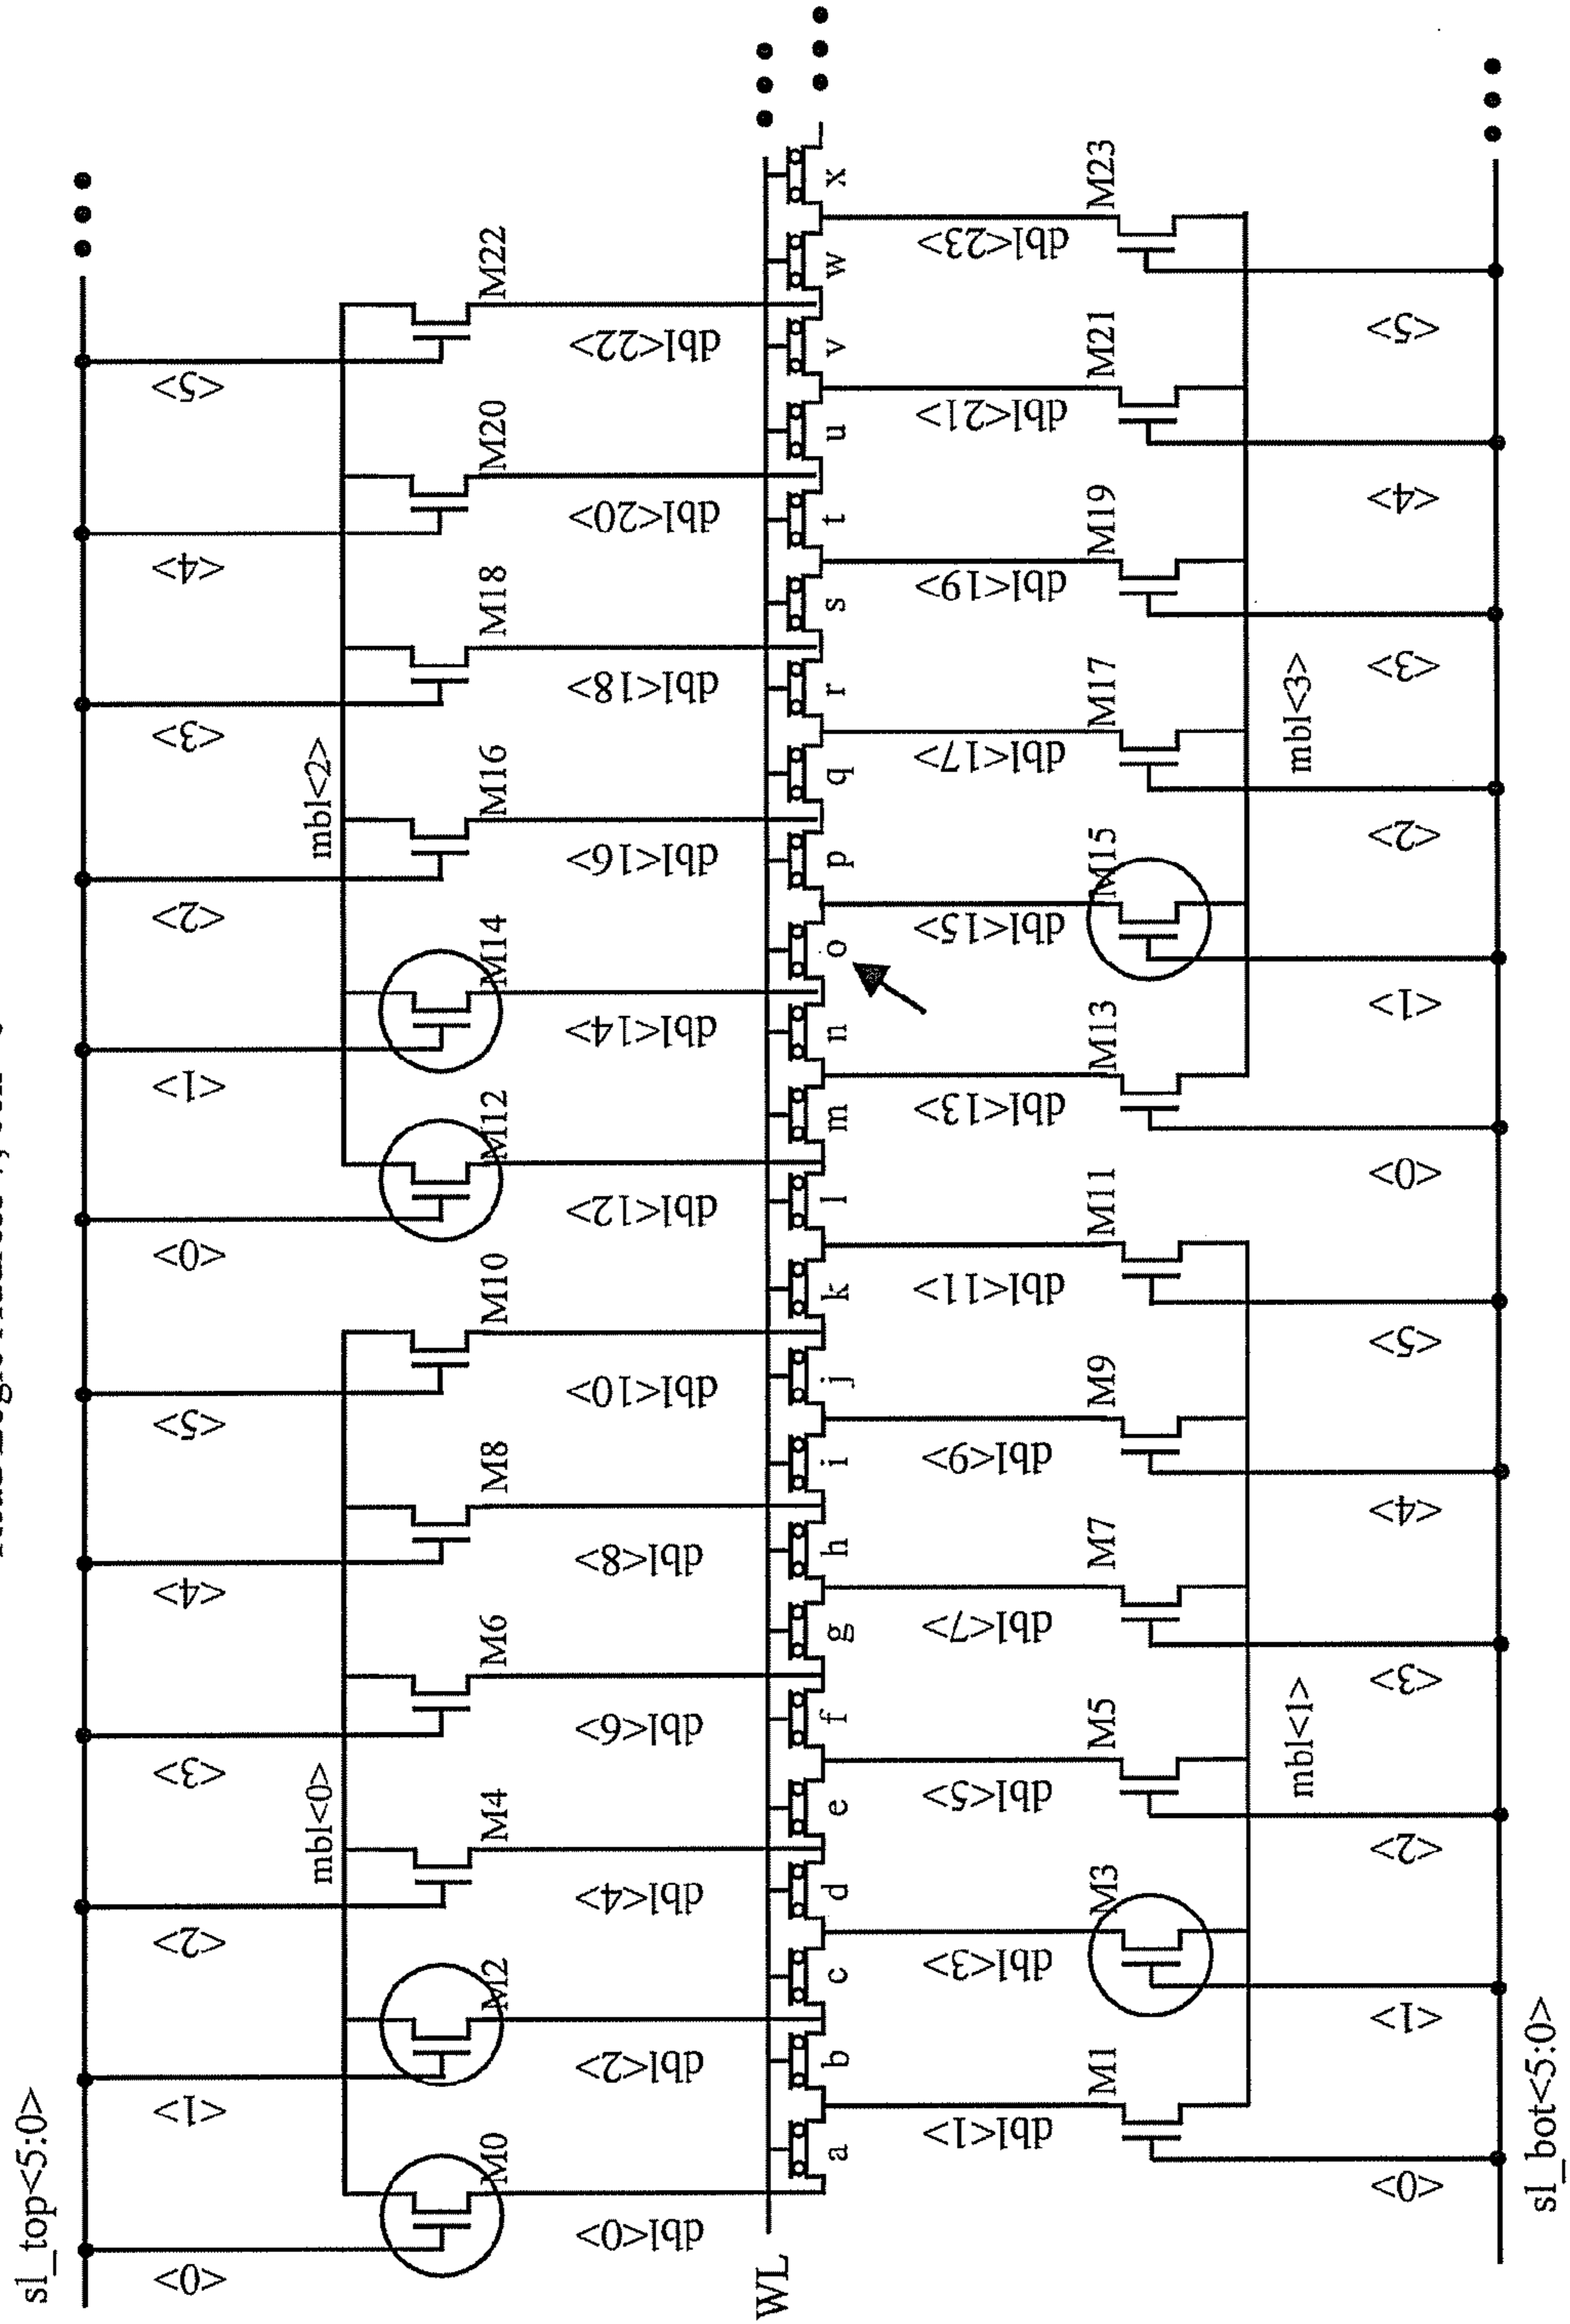 sl_top<5:0>
<0> <1> <2> <3> <4> <5> <0> <1> <2> <3> <4> <5>
mbl<0> mbl<2>
M0 M2 M4 M6 M8 M10 M12 M14 M16 M18 M20 M22
dbl<0> dbl<2> dbl<4> dbl<6> dbl<8> dbl<10> dbl<12> dbl<14> dbl<16> dbl<18> dbl<20> dbl<22>
WL
a b c d e f g h i j k l m n o p q r s t u v w x
dbl<1> dbl<3> dbl<5> dbl<7> dbl<9> dbl<11> dbl<13> dbl<15> dbl<17> dbl<19> dbl<21> dbl<23>
M1 M3 M5 M7 M9 M11 M13 M15 M17 M19 M21 M23
mbl<1> mbl<3>
<0> <1> <2> <3> <4> <5> <0> <1> <2> <3> <4> <5>
sl_bot<5:0>